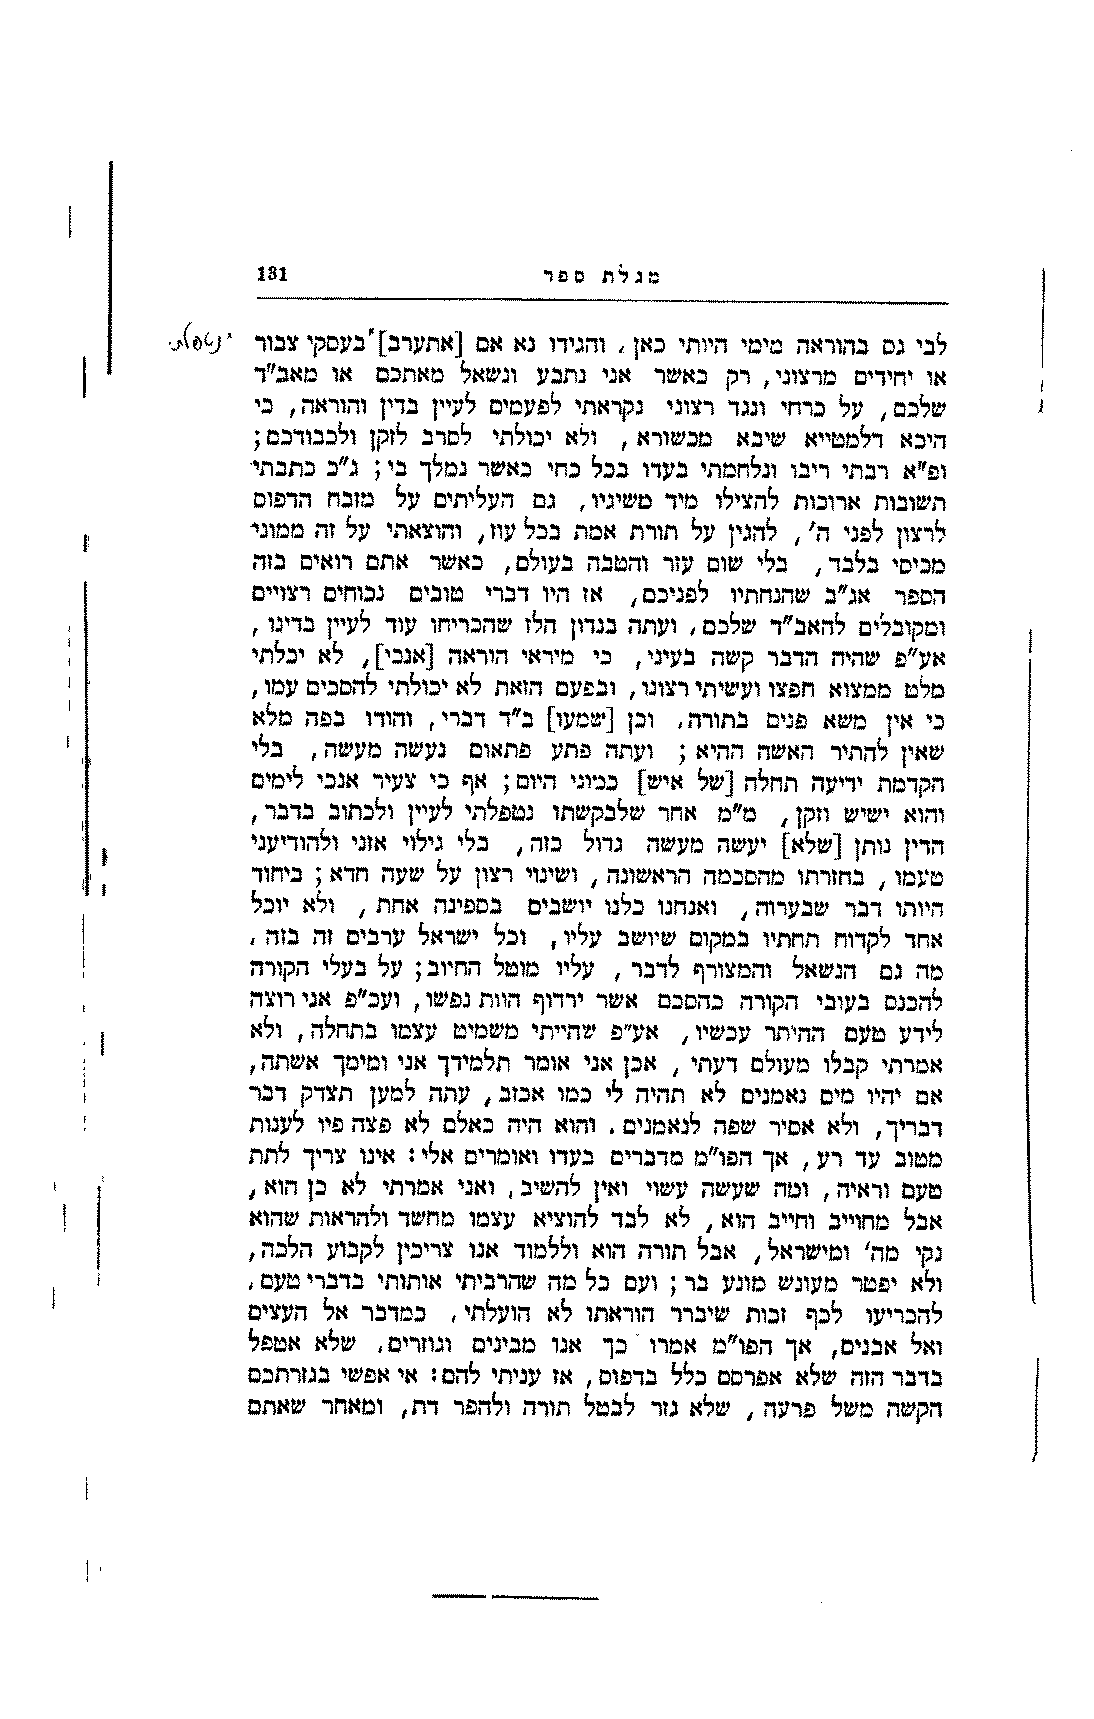 מגלת ספר 131
לבי גם בהוראה מימי היותי כאן. והגידו נא אם [אתערב]* בעסקי צבור
* נטפלתי
או יחידים מרצוני, רק כאשר אני נתבע ונשאל מאתכם או מאב"ד
שלכם, על כרחי ונגד רצוני נקראתי לפעמים לעיין בדין והוראה, כי
היכא דלמטייא שיבא מכשורא, ולא יכולתי לסרב לזקן ולכבודכם;
ופ"א רבתי ריבו ונלחמתי בעדו בכל כחי כאשר נמלך בי; ג"כ כתבתי
תשובות ארוכות להצילו מיד משיגיו, גם העליתים על מזבח הדפוס
לרצון לפני ה', להגין על תורת אמת בכל עוז, והוצאתי על זה ממוני
מכיסי בלבד, בלי שום עזר והטבה בעולם, כאשר אתם רואים בזה
הספר אג"ב שהנחתיו לפניכם, אז היו דברי טובים נכוחים רצויים
ומקובלים להאב"ד שלכם. ועתה בנדון הלז שהכריחו עוד לעיין בדינו,
אע"פ שהיה הדבר קשה בעיני, כי מיראי הוראה [אנכי], לא יכלתי
מלט ממצוא חפצו ועשיתי רצונו, ובפעם הזאת לא יכולתי להסכים עמו,
כי אין משא פנים בתורה. וכן [שמעו] ב"ד דברי, והודו בפה מלא
שאין להתיר האשה ההיא; ועתה פתע פתאום נעשה מעשה, בלי
הקדמת ידיעה תחלה [של איש] כמוני היום; אף כי צעיר אנכי לימים
והוא ישיש וזקן, מ"מ אחר שלבקשתו נטפלתי לעיין ולכתוב בדבר,
הדין נותן [שלא] יעשה מעשה גדול כזה, בלי גילוי אזני ולהודיעני
טעמו, בחזרתו מהסכמה הראשונה, ושינוי רצון על שעה חדא; ביחוד
היותו דבר שבערוה, ואנחנו כלנו יושבים בספינה אחת, ולא יוכל
אחד לקדוח תחתיו במקום שיושב עליו, וכל ישראל ערבים זה בזה.
מה גם הנשאל והמצורף לדבר, עליו מוטל החיוב; על בעלי הקורה
להכנס בעובי הקורה בהסכם אשר ירדוף הוות נפשו, ועכ"פ אני רוצה
לידע טעם ההיתר עכשיו, אע"פ שהייתי משמיט עצמו בתחלה, ולא
אמרתי קבלו מעולם דעתי, אכן אני אומר תלמידך אני ומימך אשתה,
אם יהיו מים נאמנים לא תהיה לי כמו אכזב, עתה למען תצדק דבר
דבריך, ולא אסיר שפה לנאמנים. והוא היה כאלם לא פצה פיו לענות
מטוב עד רע, אך הפו"מ מדברים בעדו ואומרים אלי: אינו צריך לתת
טעם וראיה, ומה שעשה עשוי ואין להשיב. ואני אמרתי לא כן הוא,
אבל מחוייב וחייב הוא, לא לבד להוציא עצמו מחשד ולהראות שהוא
נקי מה' ומישראל, אבל תורה הוא וללמוד אנו צריכין לקבוע הלכה,
ולא יפטר מעונש מונע בר; ועם כל מה שהרביתי אותותי בדברי טעם.
להכריעו לכף זכות שיברר הוראתו לא הועלתי. כמדבר אל העצים
ואל אבנים, אך הפו"מ אמרו כך אנו מבינים וגוזרים. שלא אטפל
בדבר הזה שלא אפרסם כלל בדפוס, אז עניתי להם: אי אפשי בגזרתכם
הקשה משל פרעה, שלא גזר לבטל תורה ולהפר דת, ומאחר שאתם